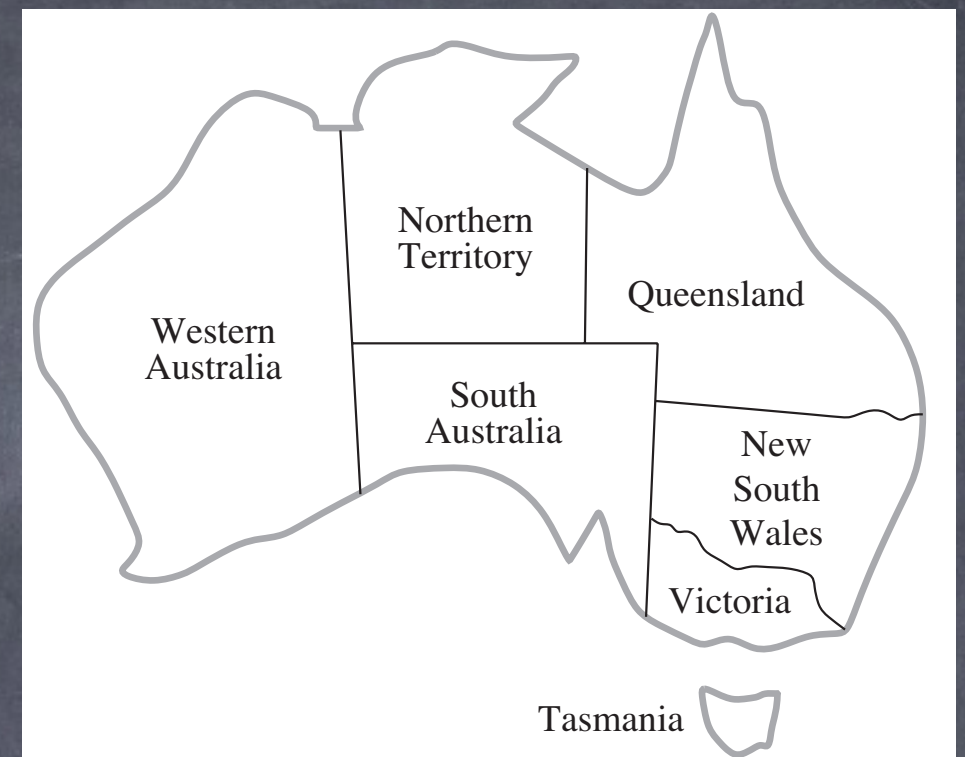 Northern
Territory
Queensland
Western
Australia
South
Australia
New
South
Wales
Victoria
Tasmania